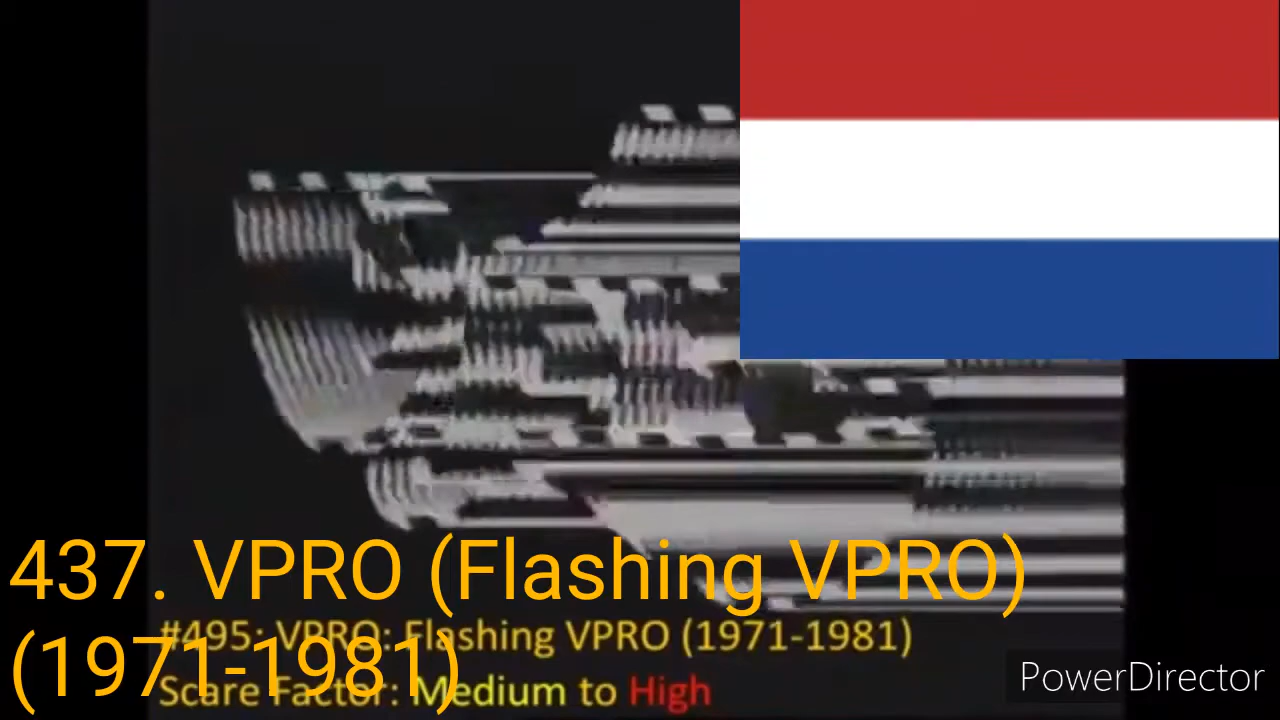 437. VPRO (Flashing VPRO)
(1971-1981)
#495: VPRO: Flashing VPRO (1971-1981)
Scare Factor: Medium to High
PowerDirector